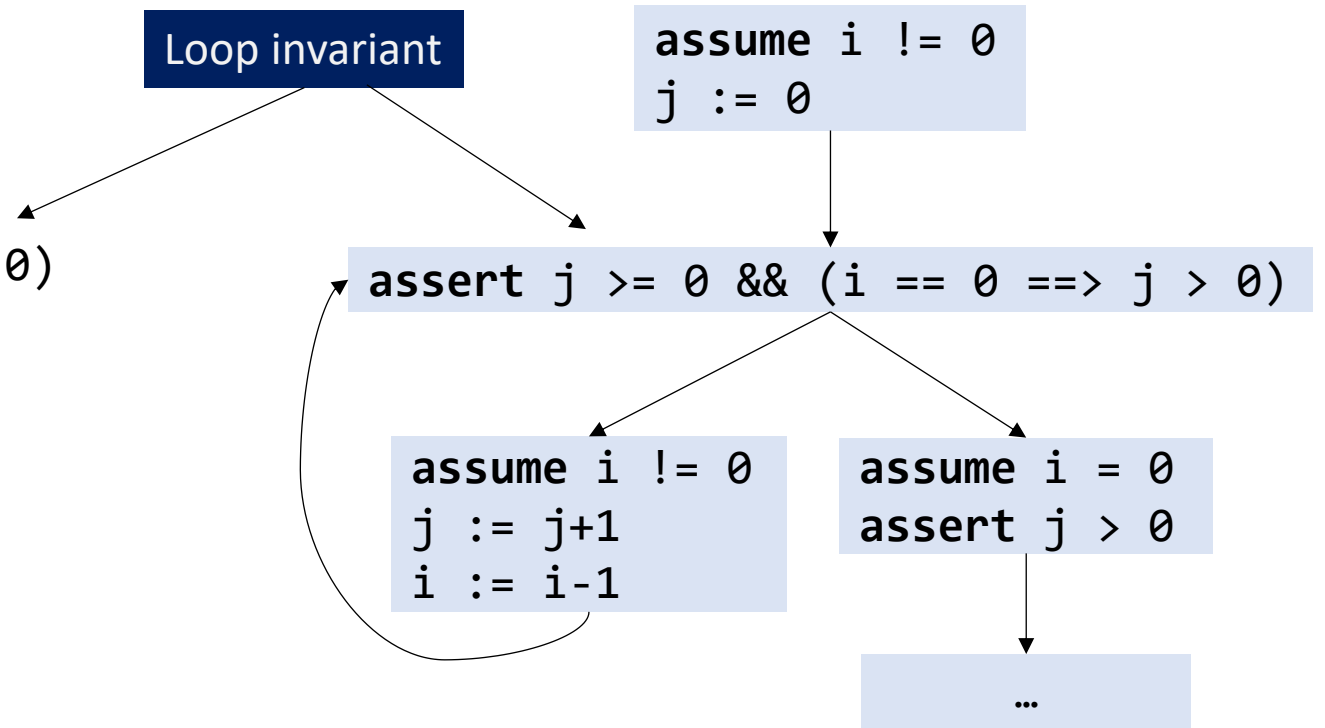 Loop invariant
assume i != 0
j := 0
0)
assert j >= 0 && (i == 0 ==> j > 0)
assume i != 0
j := j+1
i := i-1
assume i = 0
assert j > 0
…